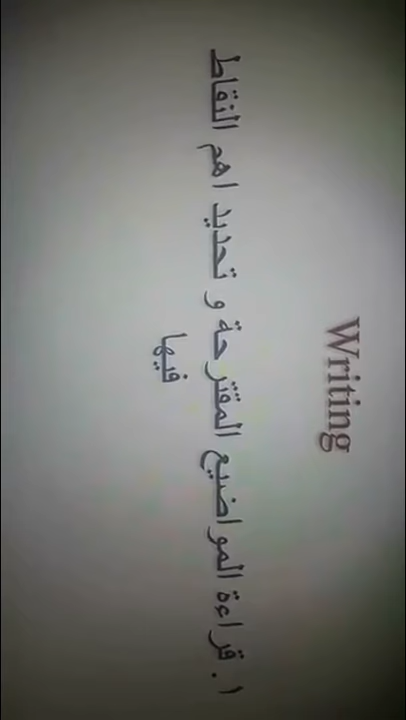 Writing
١. قراءة المواضيع المقترحة و تحديد اهم النقاط
فيها